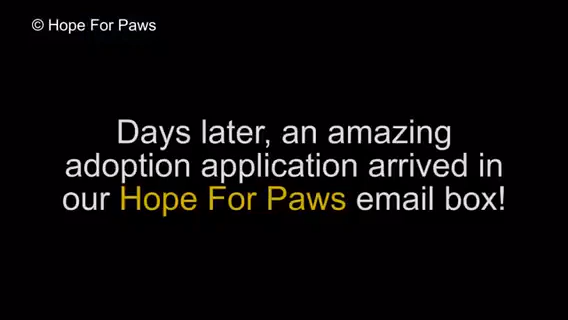 © Hope For Paws
Days later, an amazing
adoption application arrived in
our Hope For Paws email box!